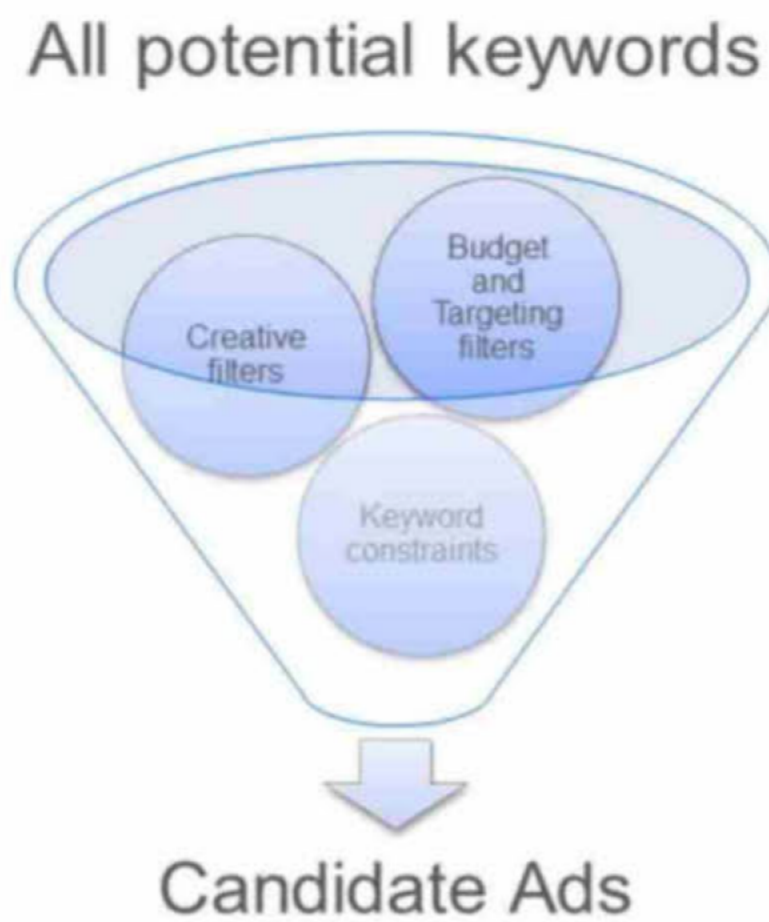 All potential keywords
Budget
and
Targeting
filters
Creative
filters
Keyword
constraints
Candidate Ads